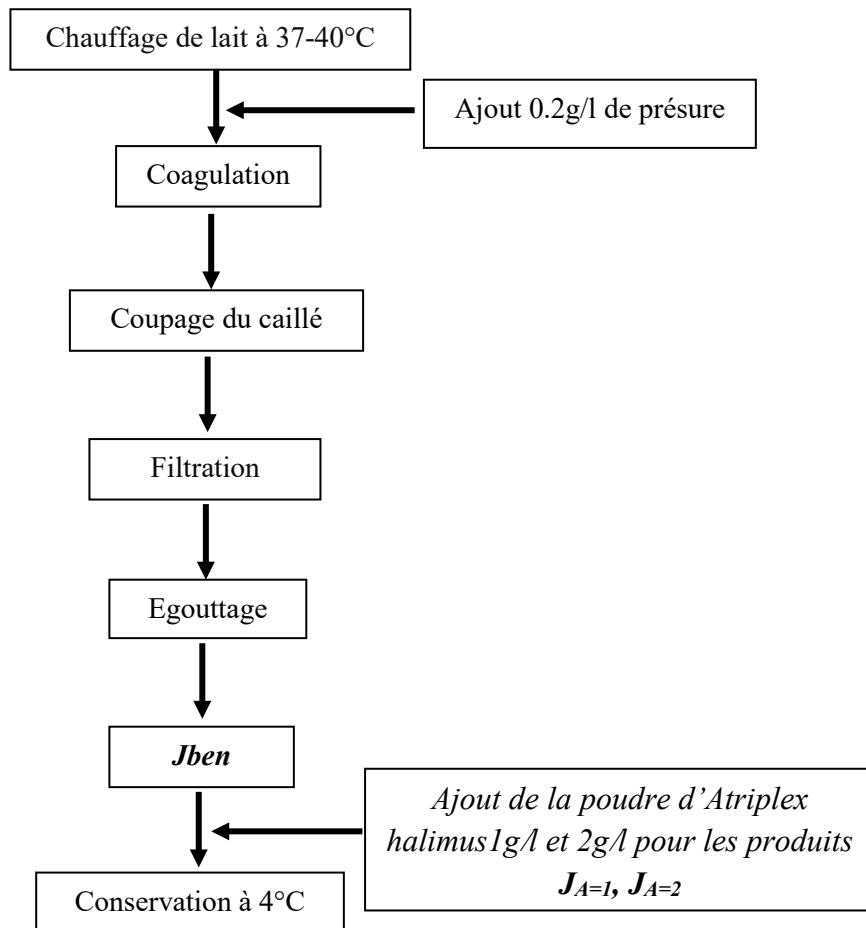 Chauffage de lait à 37-40°C
Ajout 0.2g/l de présure
Coagulation
Coupage du caillé
Filtration
Egouttage
Jben
Ajout de la poudre d’Atriplex
halimus1g/l et 2g/l pour les produits
JA=1, JA=2
Conservation à 4°C